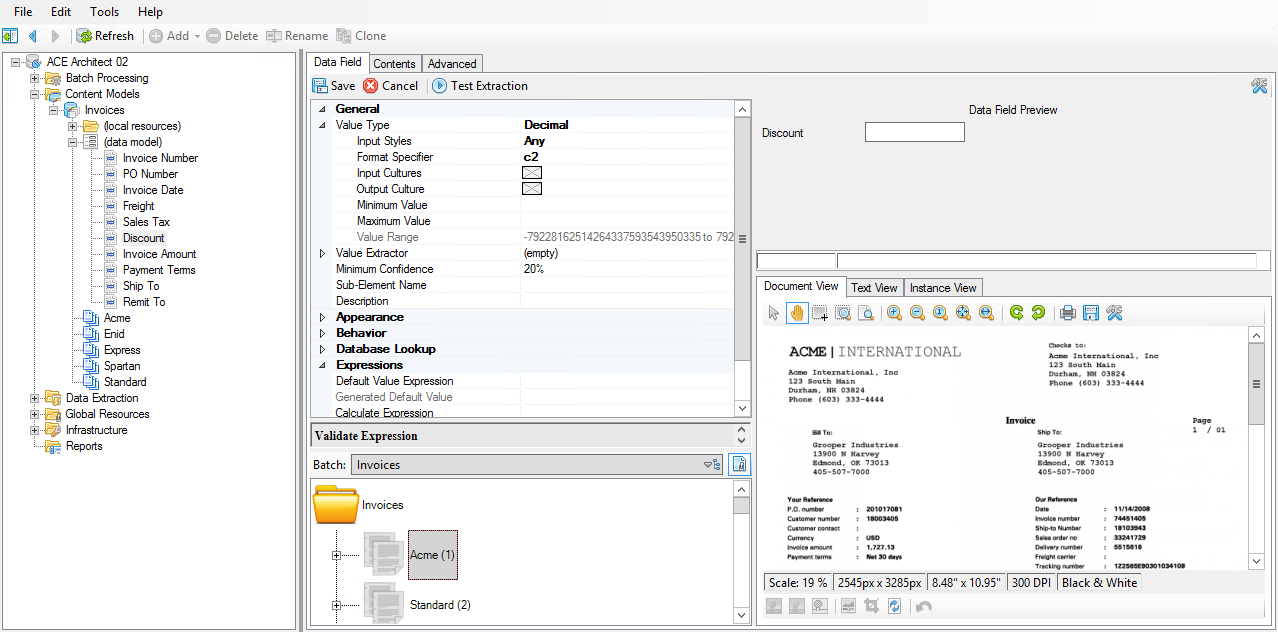 File Edit Tools Help
Refresh Add Delete Rename Clone
ACE Architect 02
Batch Processing
Content Models
Invoices
(local resources)
(data model)
Invoice Number
PO Number
Invoice Date
Freight
Sales Tax
Discount
Invoice Amount
Payment Terms
Ship To
Remit To
Acme
Enid
Express
Spartan
Standard
Data Extraction
Global Resources
Infrastructure
Reports
Data Field Contents Advanced
Save Cancel Test Extraction
General
Value Type Decimal
Input Styles Any
Format Specifier c2
Input Cultures
Output Culture
Minimum Value
Maximum Value
Value Range -79228162514264337593543950335 to 792
Value Extractor (empty)
Minimum Confidence 20%
Sub-Element Name
Description
Appearance
Behavior
Database Lookup
Expressions
Default Value Expression
Generated Default Value
Calculate Expression
Validate Expression
Batch: Invoices
Invoices
Acme (1)
Standard (2)
Data Field Preview
Discount
Document View Text View Instance View
ACME | INTERNATIONAL
Acme International, Inc
123 South Main
Durham, NH 03824
Phone (603) 333-4444
Checks to:
Acme International, Inc
123 South Main
Durham, NH 03824
Phone (603) 333-4444
Invoice
Page
1 / 01
Bill To:
Grooper Industries
13900 N Harvey
Edmond, OK 73013
405-507-7000
Ship To:
Grooper Industries
13900 N Harvey
Edmond, OK 73013
405-507-7000
Your Reference
P.O. number : 201017081
Customer number : 18003405
Customer contact :
Currency : USD
Invoice amount : 1,727.13
Payment terms : Net 30 days
Our Reference
Date : 11/14/2008
Invoice number : 74451405
Ship-to Number : 18103943
Sales order no : 33241729
Delivery number : 5515616
Freight carrier :
Tracking number : 1Z2565E90301034108
Scale: 19 % 2545px x 3285px 8.48" x 10.95" 300 DPI Black & White